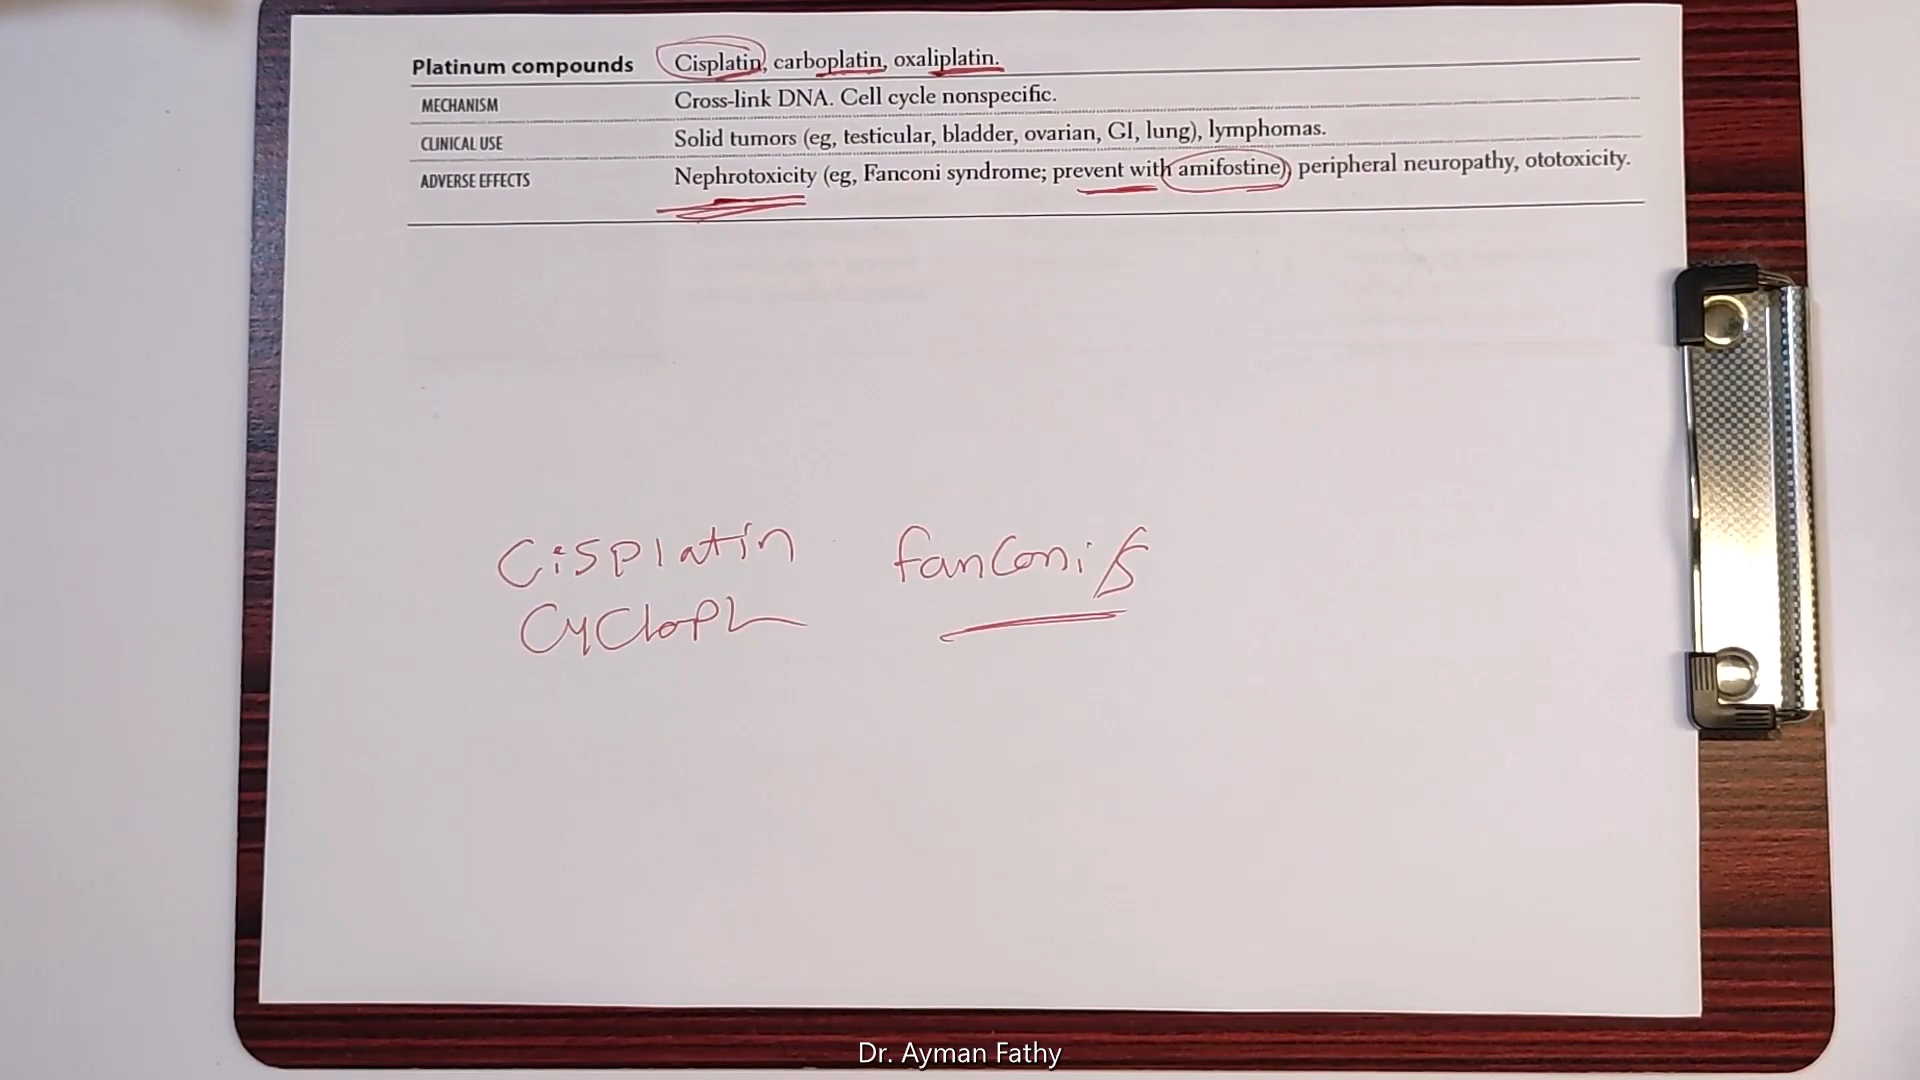 Platinum compounds Cisplatin, carboplatin, oxaliplatin.
MECHANISM Cross-link DNA. Cell cycle nonspecific.
CLINICAL USE Solid tumors (eg, testicular, bladder, ovarian, GI, lung), lymphomas.
ADVERSE EFFECTS Nephrotoxicity (eg, Fanconi syndrome; prevent with amifostine), peripheral neuropathy, ototoxicity.
Cisplatin fanconi S
Cycloph
Dr. Ayman Fathy